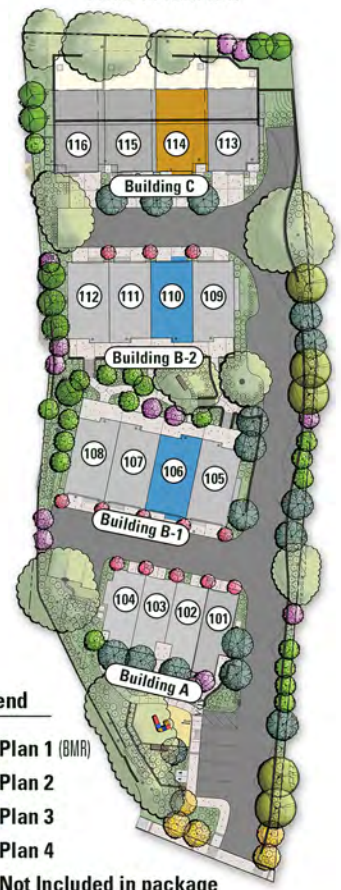 116 115 114 113
Building C
112 111 110 109
Building B-2
108 107 106 105
Building B-1
104 103 102 101
Building A
end
Plan 1 (BMR)
Plan 2
Plan 3
Plan 4
Not Included in package